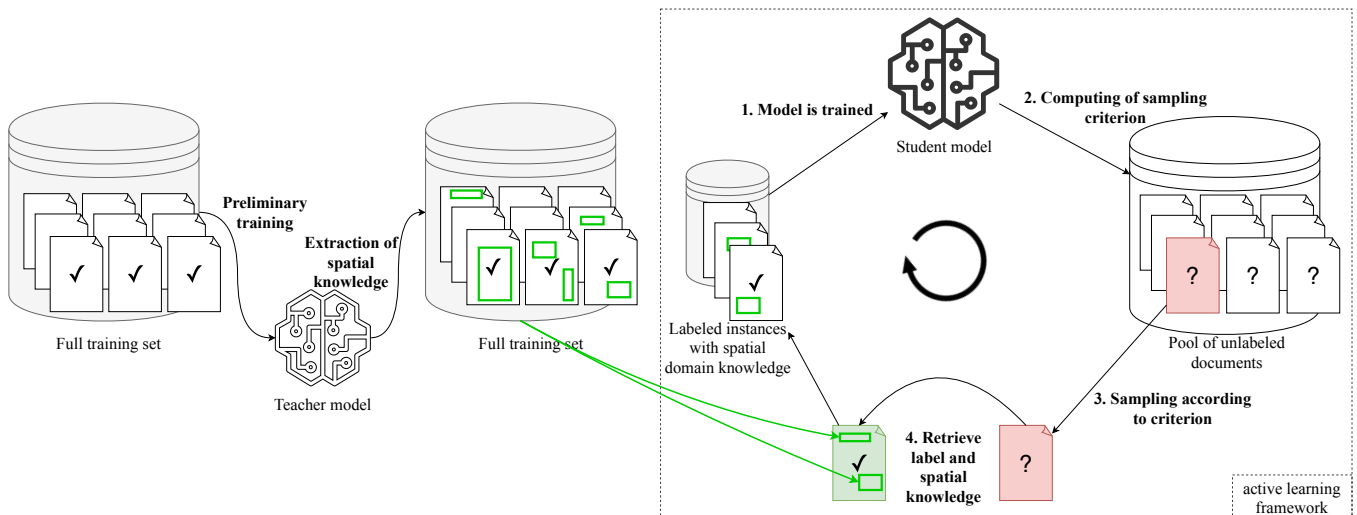 Full training set
Preliminary
training
Teacher model
Extraction of
spatial
knowledge
Full training set
1. Model is trained
Student model
2. Computing of sampling
criterion
?
?
?
Pool of unlabeled
documents
3. Sampling according
to criterion
?
4. Retrieve
label and
spatial
knowledge
Labeled instances
with spatial
domain knowledge
active learning
framework